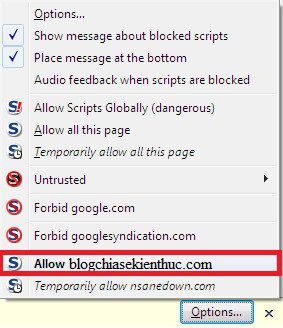 Options...
Show message about blocked scripts
Place message at the bottom
Audio feedback when scripts are blocked
Allow Scripts Globally (dangerous)
Allow all this page
Temporarily allow all this page
Untrusted
Forbid google.com
Forbid googlesyndication.com
Allow blogchiasekienthuc.com
Temporarily allow nsanedown.com
Options...